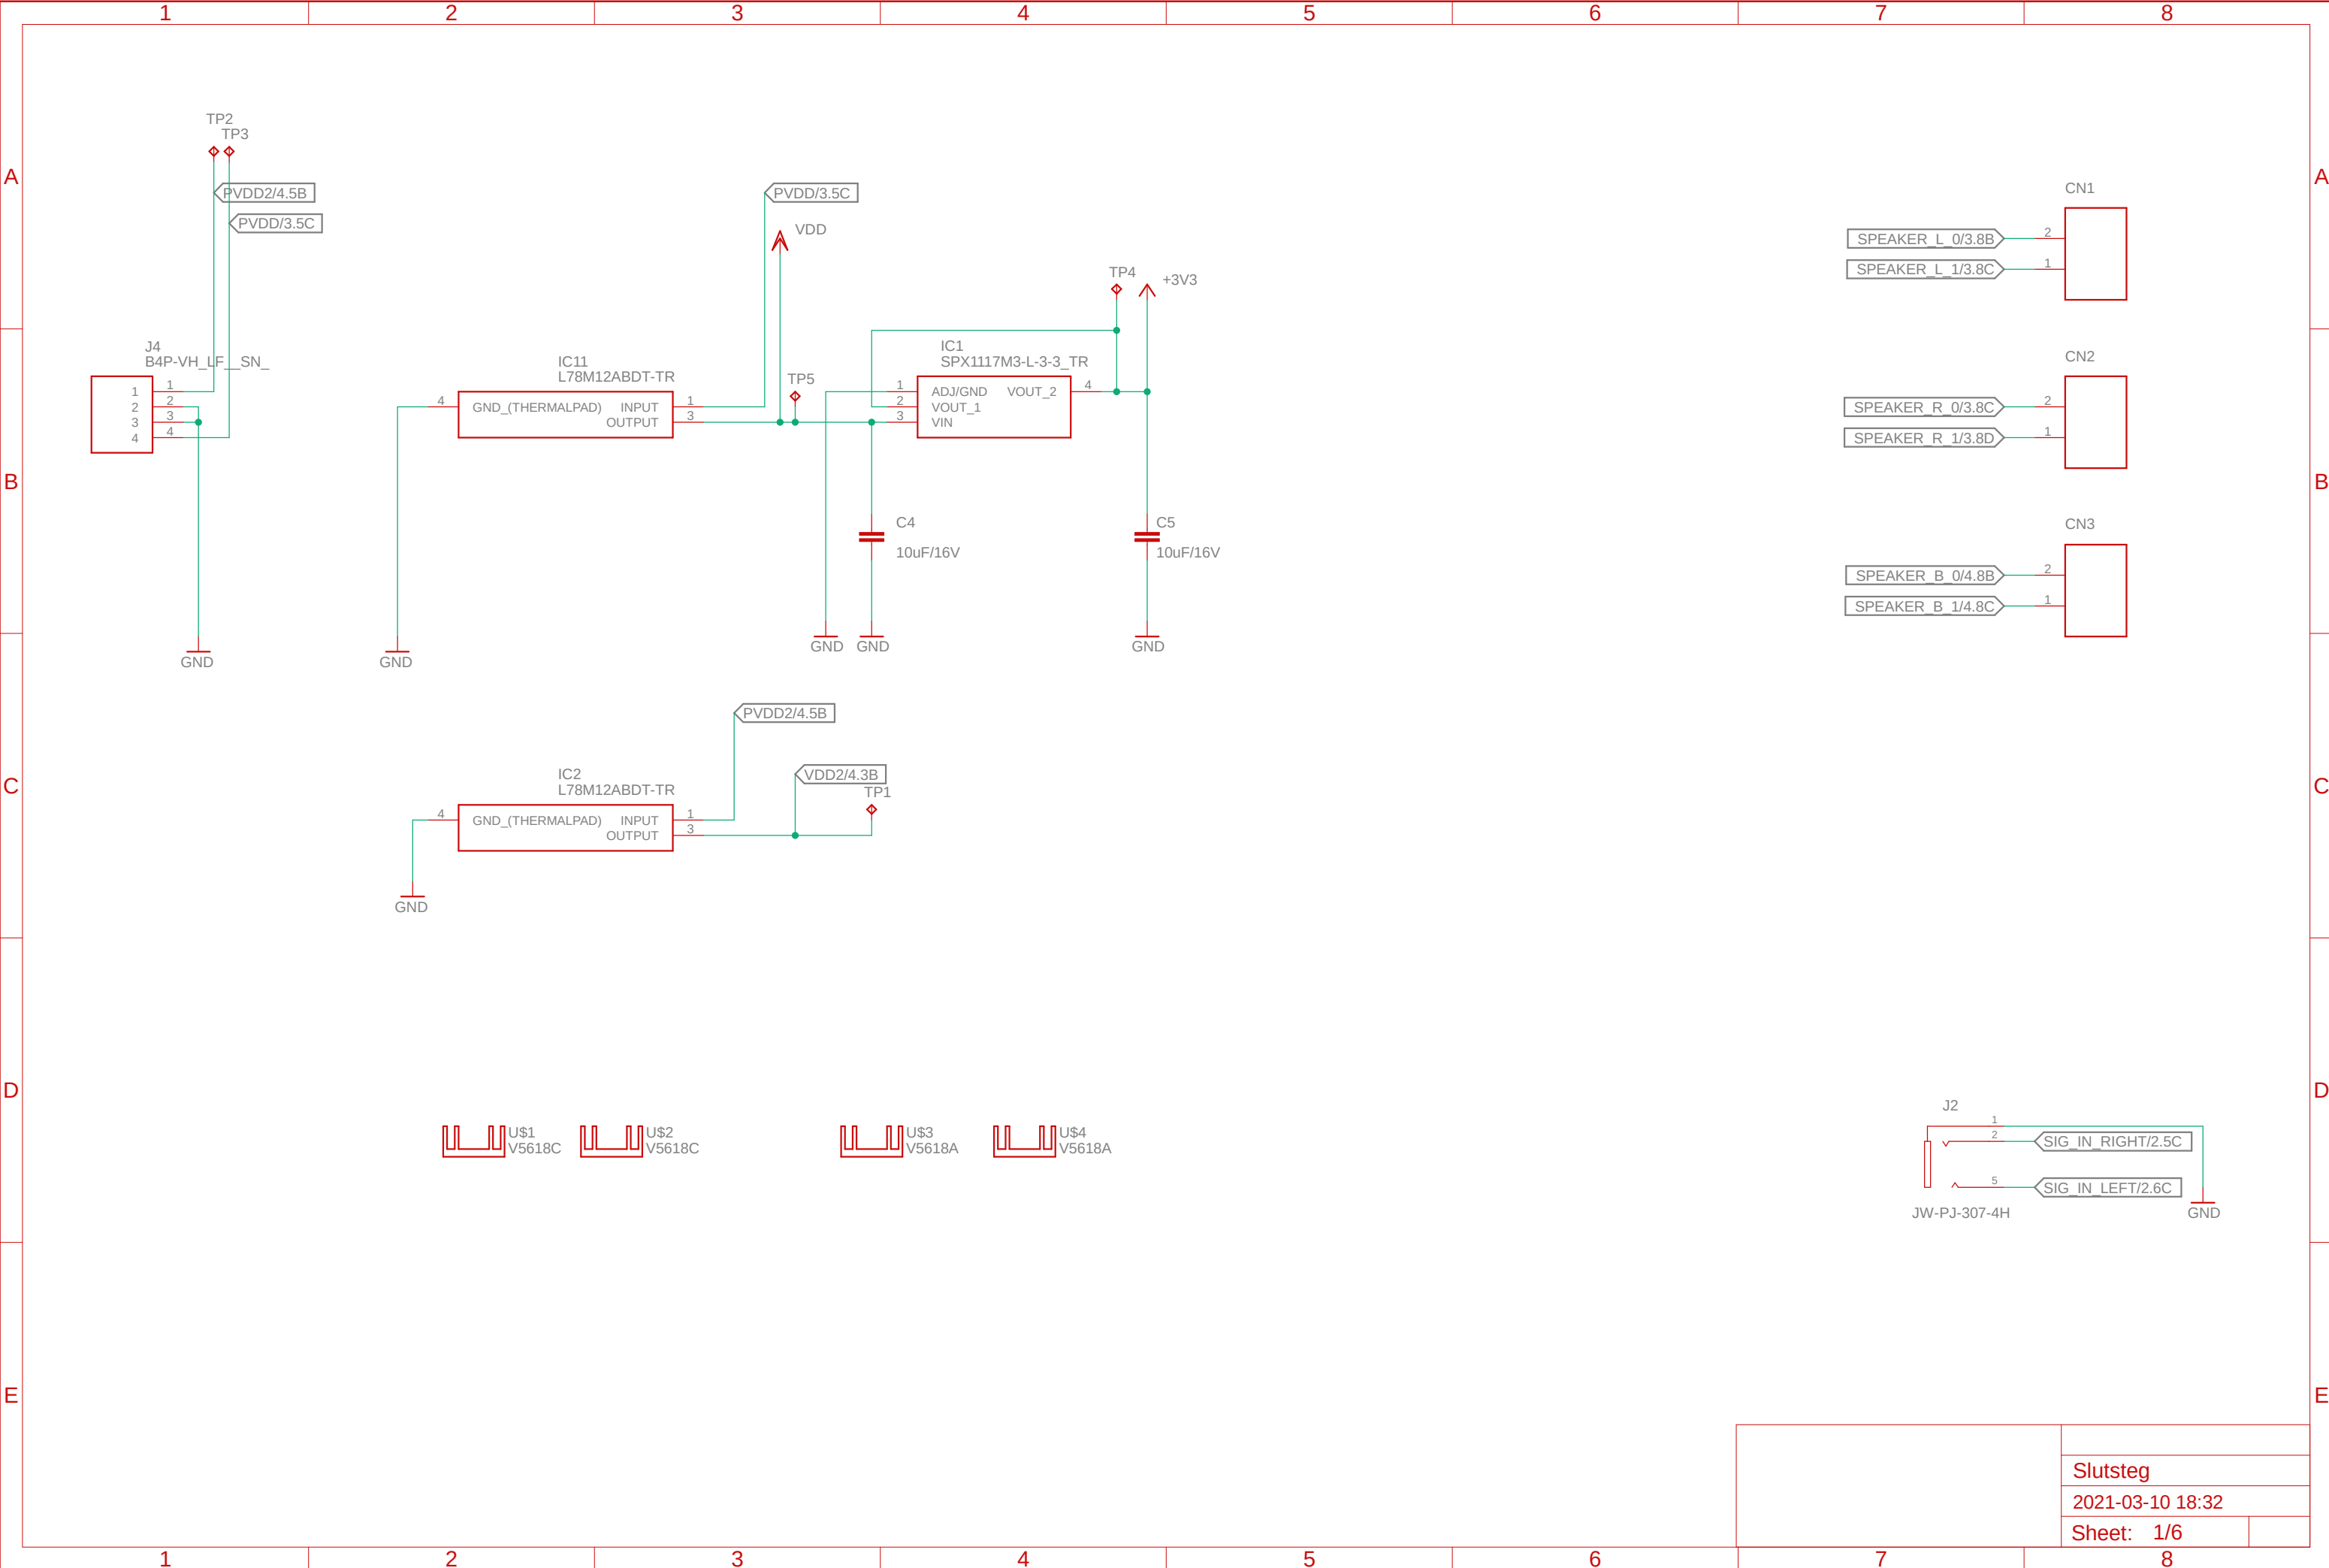 1 2 3 4 5 6 7 8
TP2
TP3
A A
PVDD2/4.5B
PVDD/3.5C
PVDD/3.5C
VDD
TP4
+3V3
CN1
SPEAKER_L_0/3.8B 2
SPEAKER_L_1/3.8C 1
J4
B4P-VH_LF__SN_
1 1
2 2
3 3
4 4
GND
IC11
L78M12ABDT-TR
4 GND_(THERMALPAD) INPUT 1
OUTPUT 3
GND
TP5
IC1
SPX1117M3-L-3-3_TR
1 ADJ/GND VOUT_2 4
2 VOUT_1
3 VIN
CN2
SPEAKER_R_0/3.8C 2
SPEAKER_R_1/3.8D 1
B B
C4
10uF/16V
C5
10uF/16V
GND GND GND
CN3
SPEAKER_B_0/4.8B 2
SPEAKER_B_1/4.8C 1
PVDD2/4.5B
VDD2/4.3B
TP1
IC2
L78M12ABDT-TR
4 GND_(THERMALPAD) INPUT 1
OUTPUT 3
GND
C C
D D
U$1
V5618C
U$2
V5618C
U$3
V5618A
U$4
V5618A
J2
1
2 SIG_IN_RIGHT/2.5C
5 SIG_IN_LEFT/2.6C
JW-PJ-307-4H
GND
E E
Slutsteg
2021-03-10 18:32
Sheet: 1/6
1 2 3 4 5 6 7 8